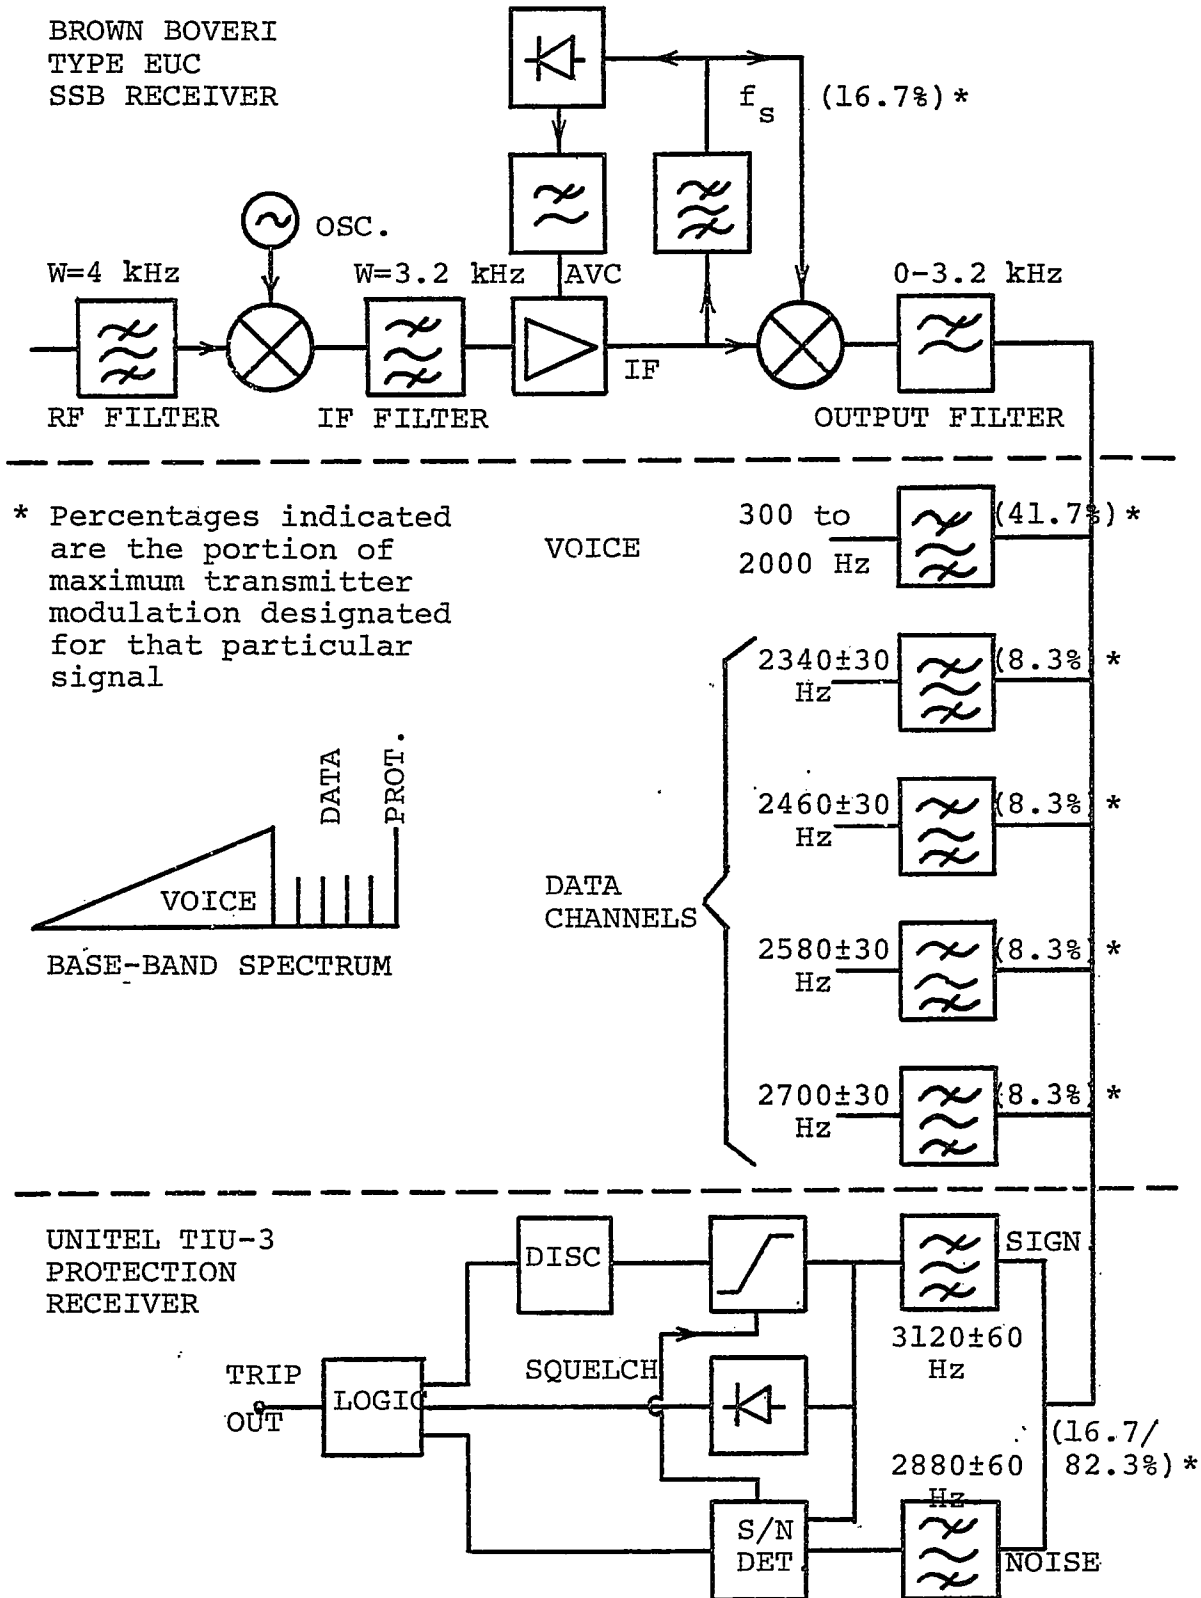 BROWN BOVERI
TYPE EUC
SSB RECEIVER
fs
(16.7%)*
OSC.
W=4 kHz
W=3.2 kHz
AVC
0-3.2 kHz
IF
RF FILTER
IF FILTER
OUTPUT FILTER
* Percentages indicated
are the portion of
maximum transmitter
modulation designated
for that particular
signal
VOICE
300 to
2000 Hz
(41.7%)*
2340±30
Hz
(8.3% *
DATA
PROT.
2460±30
Hz
(8.3% *
VOICE
DATA
CHANNELS
BASE-BAND SPECTRUM
2580±30
Hz
(8.3% *
2700±30
Hz
(8.3% *
UNITEL TIU-3
PROTECTION
RECEIVER
DISC
SIGN.
3120±60
Hz
TRIP
OUT
LOGIC
SQUELCH
(16.7/
82.3%)*
2880±60
Hz
S/N
DET.
NOISE